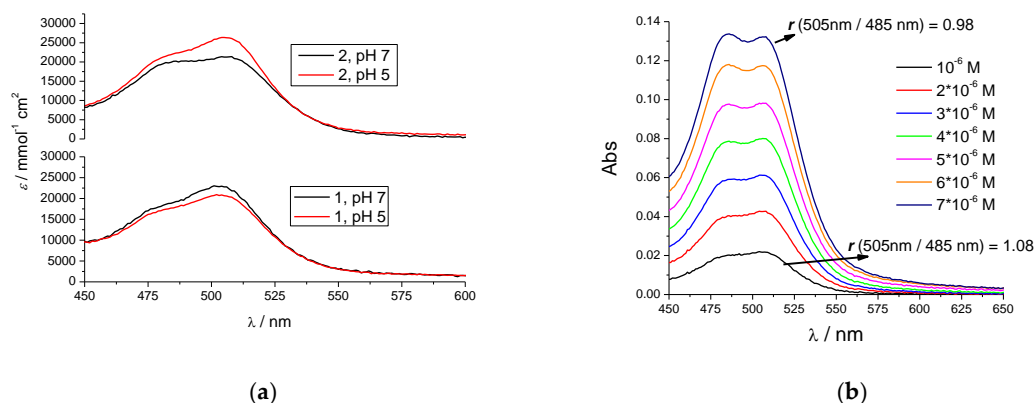 30000
25000
20000
15000
10000
5000
0
2, pH 7
2, pH 5
30000
25000
20000
15000
10000
5000
0
1, pH 7
1, pH 5
ε / mmol⁻¹ cm²
450 475 500 525 550 575 600
λ / nm
(a)
0.14
0.12
0.10
0.08
0.06
0.04
0.02
0.00
Abs
r (505nm / 485 nm) = 0.98
10⁻⁶ M
2*10⁻⁶ M
3*10⁻⁶ M
4*10⁻⁶ M
5*10⁻⁶ M
6*10⁻⁶ M
7*10⁻⁶ M
r (505nm / 485 nm) = 1.08
450 475 500 525 550 575 600 625 650
λ / nm
(b)